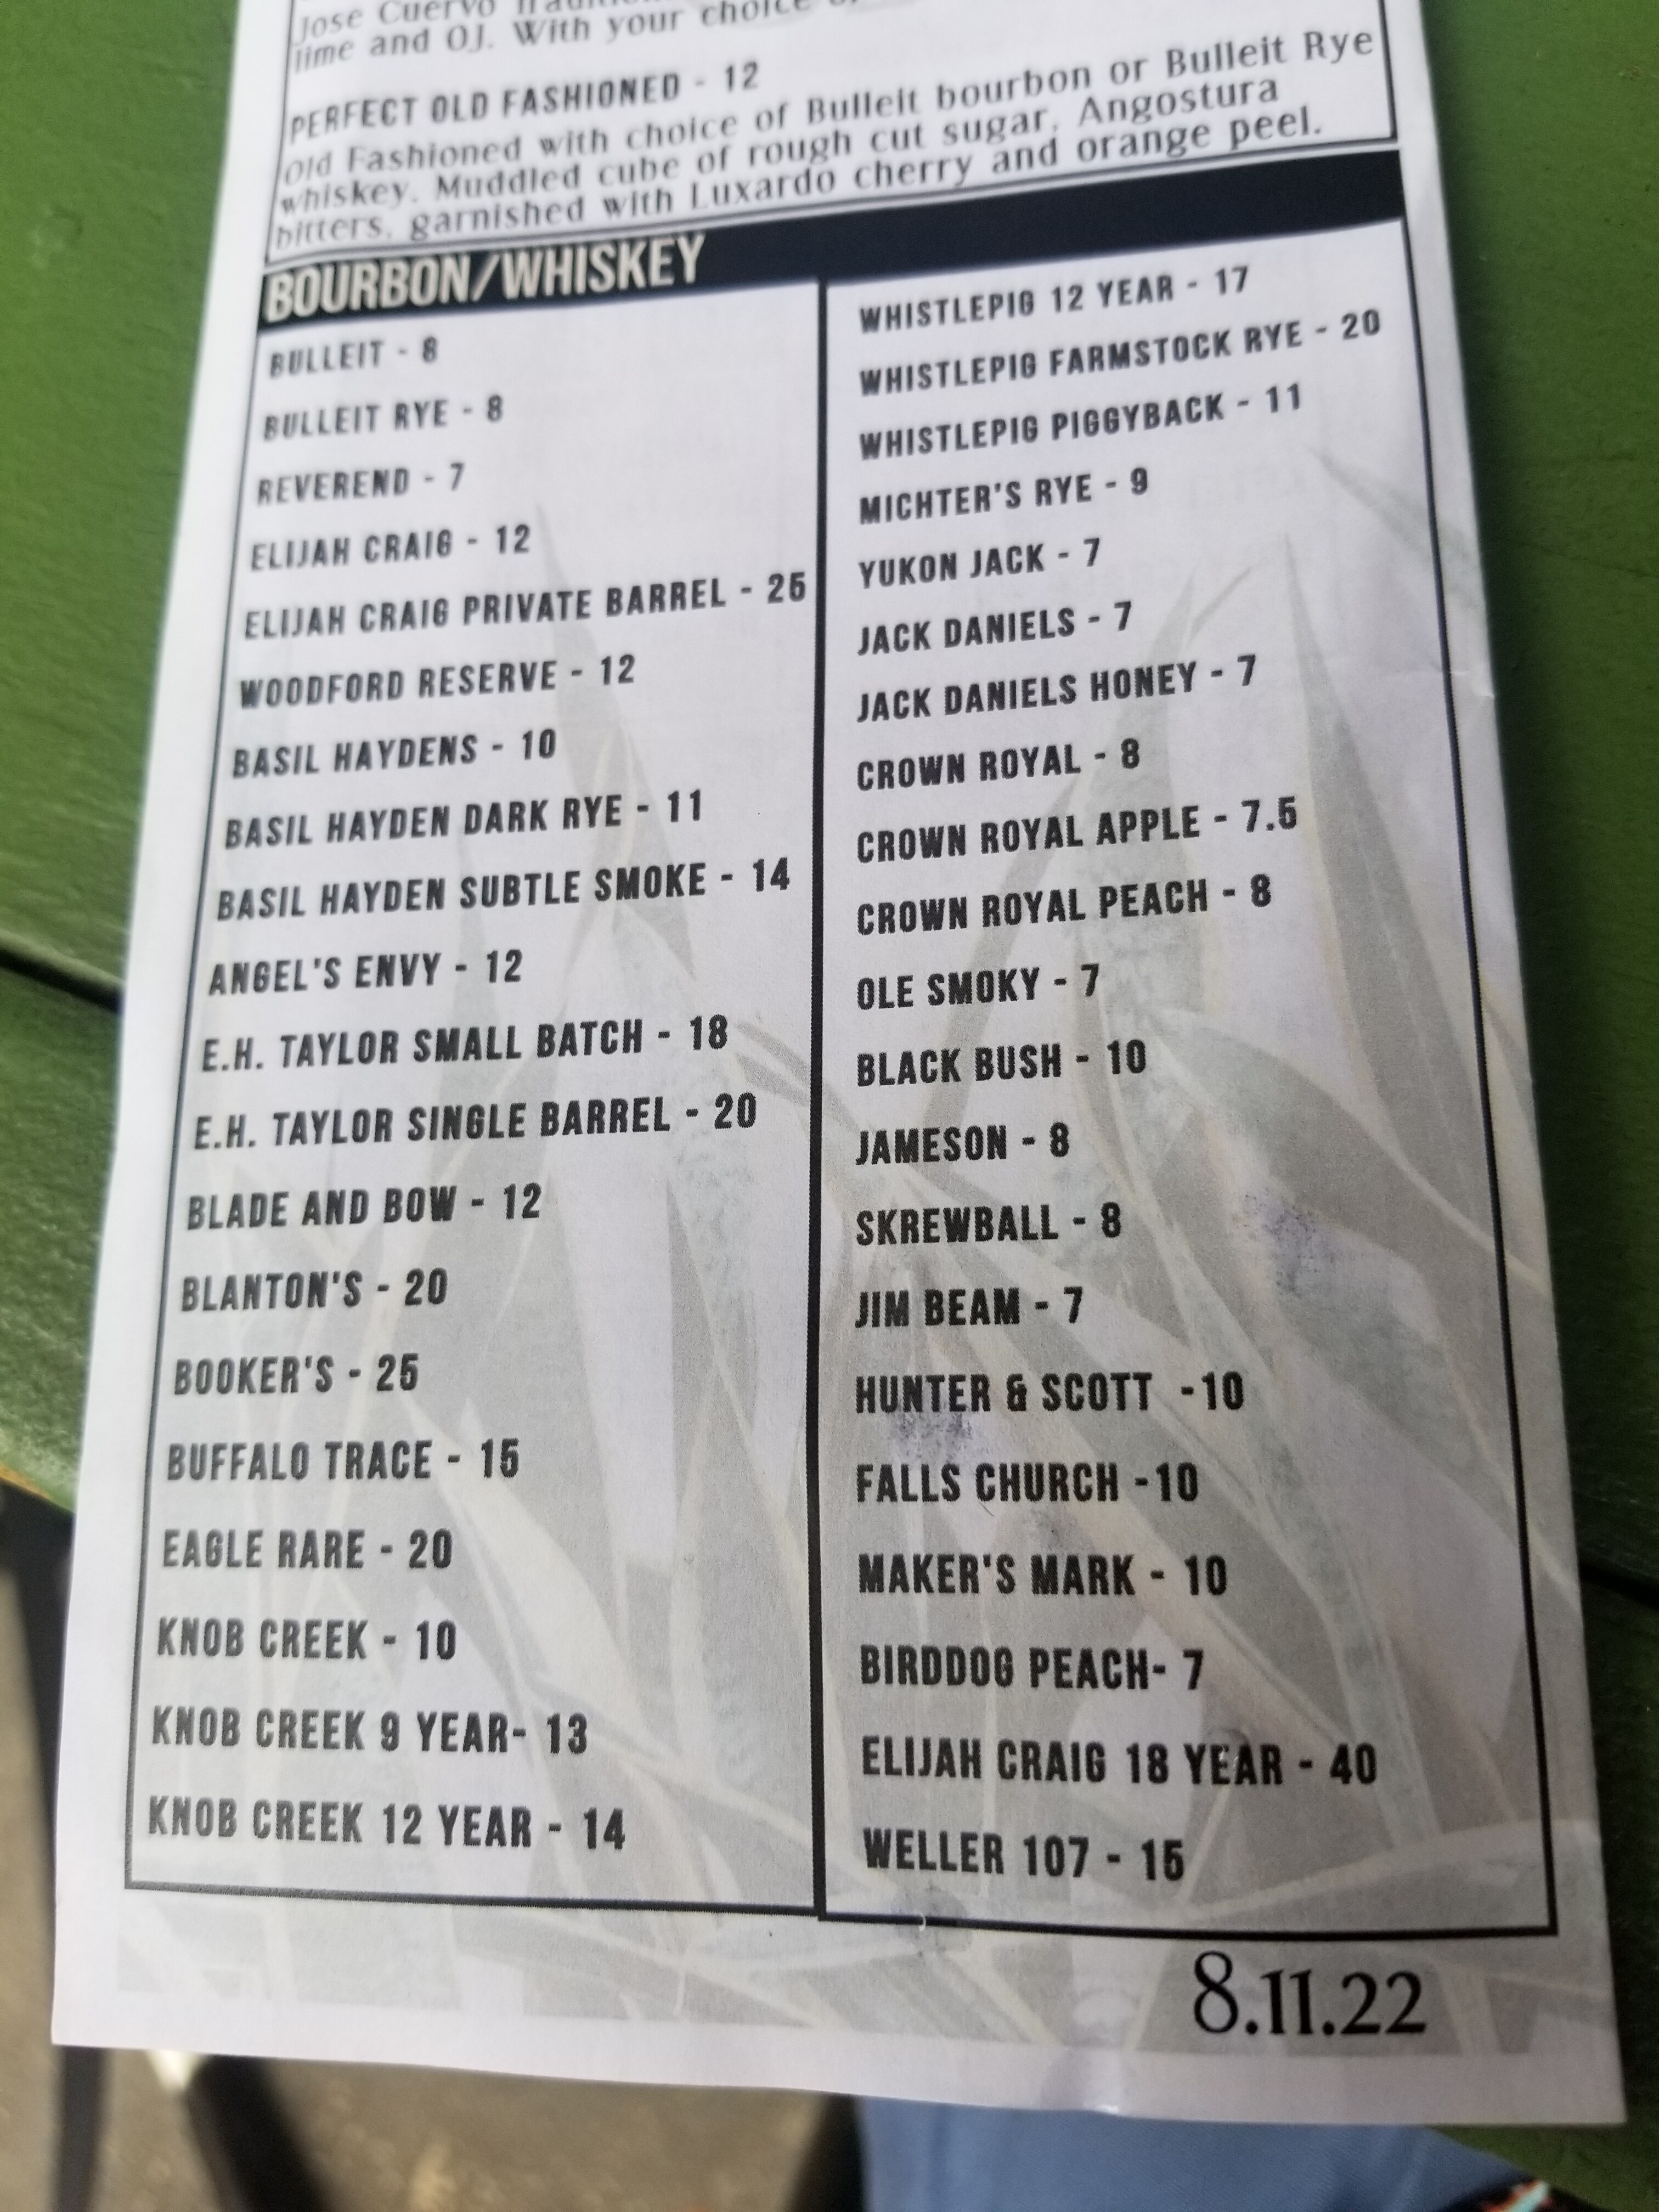 Jose Cuervo
lime and OJ. With your choice
PERFECT OLD FASHIONED - 12
Old Fashioned with choice of Bulleit bourbon or Bulleit Rye
whiskey. Muddled cube of rough cut sugar, Angostura
bitters, garnished with Luxardo cherry and orange peel.
BOURBON/WHISKEY
BULLEIT - 8
BULLEIT RYE - 8
REVEREND - 7
ELIJAH CRAIG - 12
ELIJAH CRAIG PRIVATE BARREL - 25
WOODFORD RESERVE - 12
BASIL HAYDENS - 10
BASIL HAYDEN DARK RYE - 11
BASIL HAYDEN SUBTLE SMOKE - 14
ANGEL'S ENVY - 12
E.H. TAYLOR SMALL BATCH - 18
E.H. TAYLOR SINGLE BARREL - 20
BLADE AND BOW - 12
BLANTON'S - 20
BOOKER'S - 25
BUFFALO TRACE - 15
EAGLE RARE - 20
KNOB CREEK - 10
KNOB CREEK 9 YEAR- 13
KNOB CREEK 12 YEAR - 14
WHISTLEPIG 12 YEAR - 17
WHISTLEPIG FARMSTOCK RYE - 20
WHISTLEPIG PIGGYBACK - 11
MICHTER'S RYE - 9
YUKON JACK - 7
JACK DANIELS - 7
JACK DANIELS HONEY - 7
CROWN ROYAL - 8
CROWN ROYAL APPLE - 7.5
CROWN ROYAL PEACH - 8
OLE SMOKY - 7
BLACK BUSH - 10
JAMESON - 8
SKREWBALL - 8
JIM BEAM - 7
HUNTER & SCOTT -10
FALLS CHURCH -10
MAKER'S MARK - 10
BIRDDOG PEACH- 7
ELIJAH CRAIG 18 YEAR - 40
WELLER 107 - 15
8.11.22